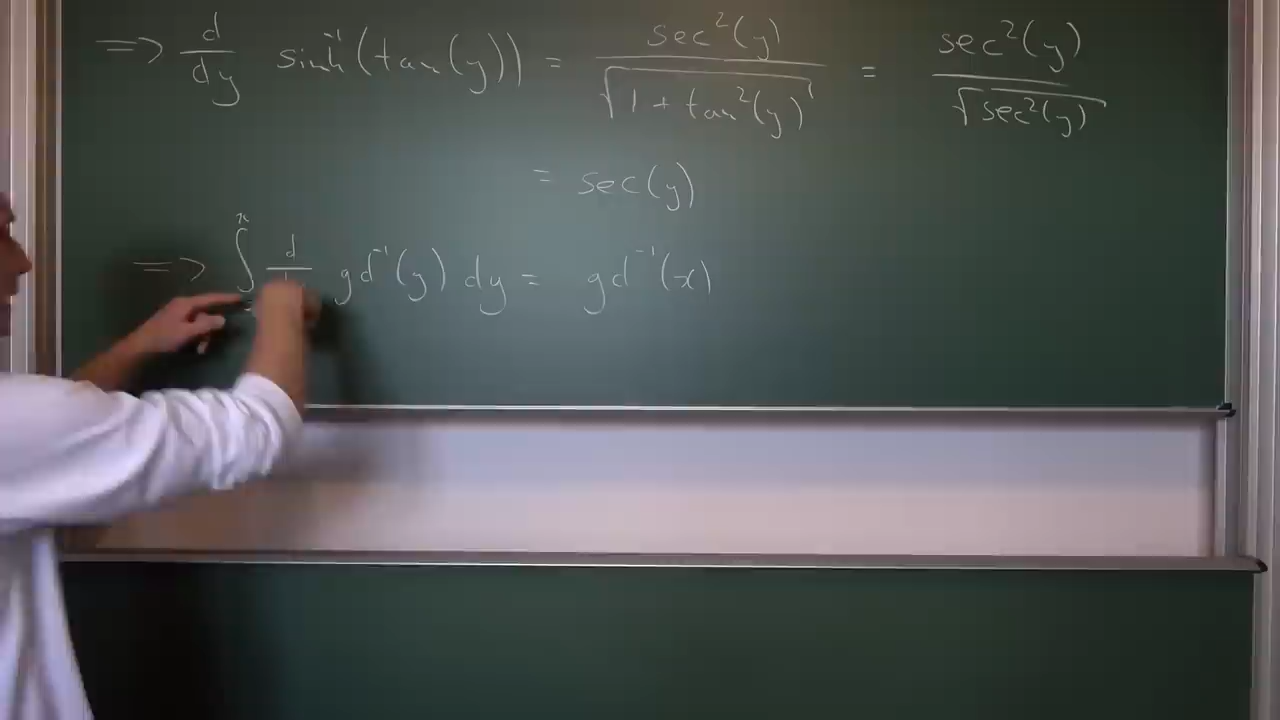 => d/dy sinh⁻¹(tan(y)) = sec²(y)/√(1 + tan²(y)) = sec²(y)/√(sec²(y))
= sec(y)
=> ∫ˣ d/ gd⁻¹(y) dy = gd⁻¹(x)